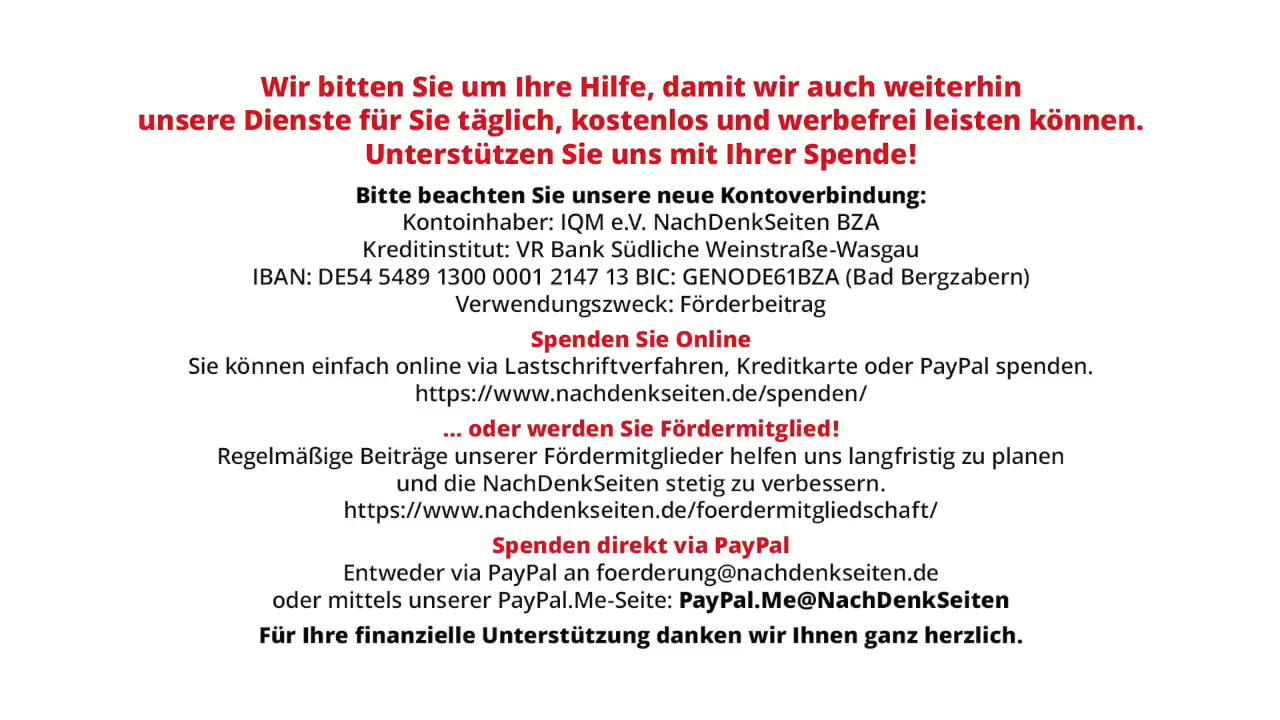 Wir bitten Sie um Ihre Hilfe, damit wir auch weiterhin
unsere Dienste für Sie täglich, kostenlos und werbefrei leisten können.
Unterstützen Sie uns mit Ihrer Spende!
Bitte beachten Sie unsere neue Kontoverbindung:
Kontoinhaber: IQM e.V. NachDenkSeiten BZA
Kreditinstitut: VR Bank Südliche Weinstraße-Wasgau
IBAN: DE54 5489 1300 0001 2147 13 BIC: GENODE61BZA (Bad Bergzabern)
Verwendungszweck: Förderbeitrag
Spenden Sie Online
Sie können einfach online via Lastschriftverfahren, Kreditkarte oder PayPal spenden.
https://www.nachdenkseiten.de/spenden/
... oder werden Sie Fördermitglied!
Regelmäßige Beiträge unserer Fördermitglieder helfen uns langfristig zu planen
und die NachDenkSeiten stetig zu verbessern.
https://www.nachdenkseiten.de/foerdermitgliedschaft/
Spenden direkt via PayPal
Entweder via PayPal an foerderung@nachdenkseiten.de
oder mittels unserer PayPal.Me-Seite: PayPal.Me@NachDenkSeiten
Für Ihre finanzielle Unterstützung danken wir Ihnen ganz herzlich.